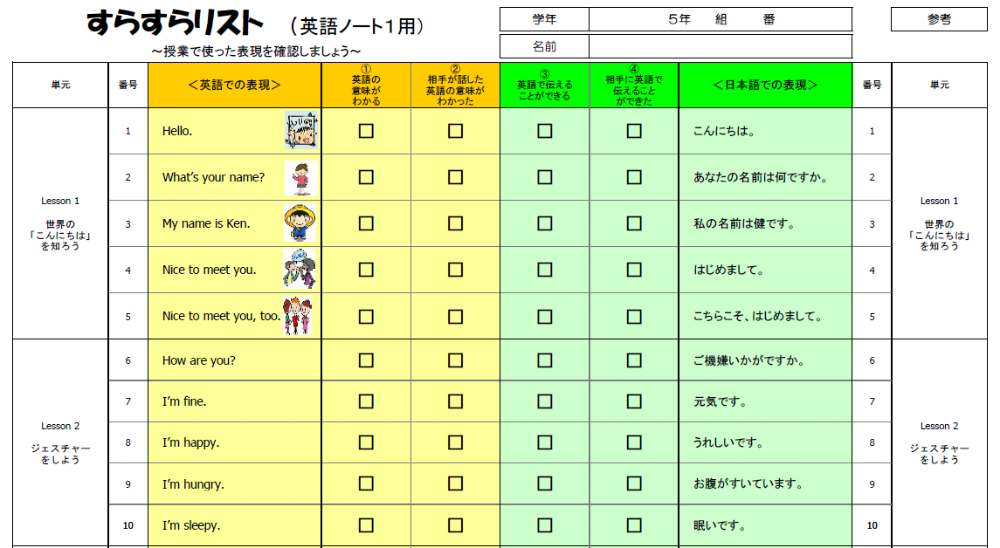 すらすらリスト （英語ノート１用）
～授業で使った表現を確認しましょう～
学年 ５年 組 番
名前
参考
単元 番号 ＜英語での表現＞ ① 英語の意味がわかる ② 相手が話した英語の意味がわかった ③ 英語で伝えることができる ④ 相手に英語で伝えることができた ＜日本語での表現＞ 番号 単元
Lesson 1
世界の
「こんにちは」
を知ろう
1 Hello. □ □ □ □ こんにちは。 1
2 What's your name? □ □ □ □ あなたの名前は何ですか。 2
3 My name is Ken. □ □ □ □ 私の名前は健です。 3
4 Nice to meet you. □ □ □ □ はじめまして。 4
5 Nice to meet you, too. □ □ □ □ こちらこそ、はじめまして。 5
Lesson 1
世界の
「こんにちは」
を知ろう
Lesson 2
ジェスチャー
をしよう
6 How are you? □ □ □ □ ご機嫌いかがですか。 6
7 I'm fine. □ □ □ □ 元気です。 7
8 I'm happy. □ □ □ □ うれしいです。 8
9 I'm hungry. □ □ □ □ お腹がすいています。 9
10 I'm sleepy. □ □ □ □ 眠いです。 10
Lesson 2
ジェスチャー
をしよう